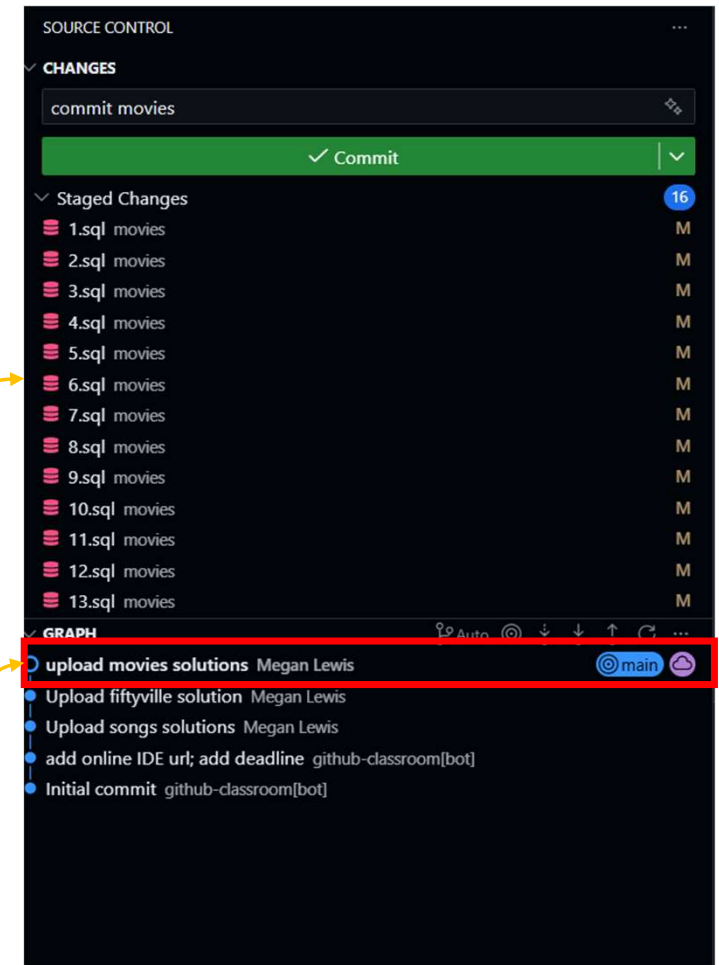 SOURCE CONTROL
CHANGES
commit movies
Commit
Staged Changes 16
1.sql movies M
2.sql movies M
3.sql movies M
4.sql movies M
5.sql movies M
6.sql movies M
7.sql movies M
8.sql movies M
9.sql movies M
10.sql movies M
11.sql movies M
12.sql movies M
13.sql movies M
GRAPH Auto
upload movies solutions Megan Lewis main
Upload fiftyville solution Megan Lewis
Upload songs solutions Megan Lewis
add online IDE url; add deadline github-classroom[bot]
Initial commit github-classroom[bot]